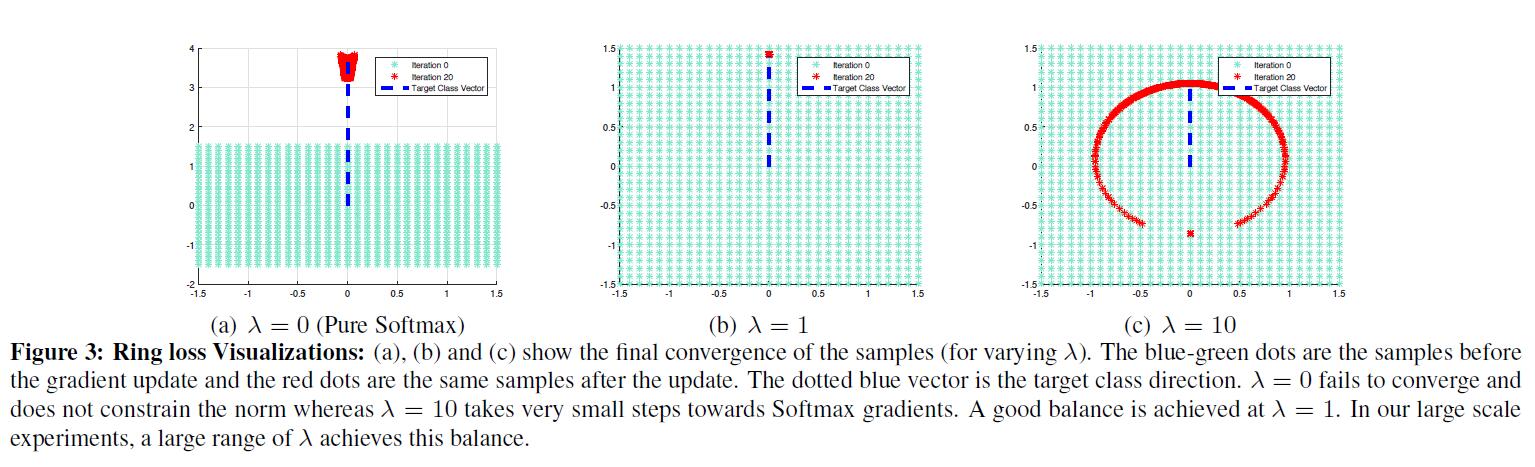 4
3
2
1
0
-1
-2
-1.5 -1 -0.5 0 0.5 1 1.5
Iteration 0
Iteration 20
Target Class Vector
1.5
1
0.5
0
-0.5
-1
-1.5
-1.5 -1 -0.5 0 0.5 1 1.5
Iteration 0
Iteration 20
Target Class Vector
1.5
1
0.5
0
-0.5
-1
-1.5
-1.5 -1 -0.5 0 0.5 1 1.5
Iteration 0
Iteration 20
Target Class Vector
(a) λ = 0 (Pure Softmax)
(b) λ = 1
(c) λ = 10
Figure 3: Ring loss Visualizations: (a), (b) and (c) show the final convergence of the samples (for varying λ). The blue-green dots are the samples before
the gradient update and the red dots are the same samples after the update. The dotted blue vector is the target class direction. λ = 0 fails to converge and
does not constrain the norm whereas λ = 10 takes very small steps towards Softmax gradients. A good balance is achieved at λ = 1. In our large scale
experiments, a large range of λ achieves this balance.